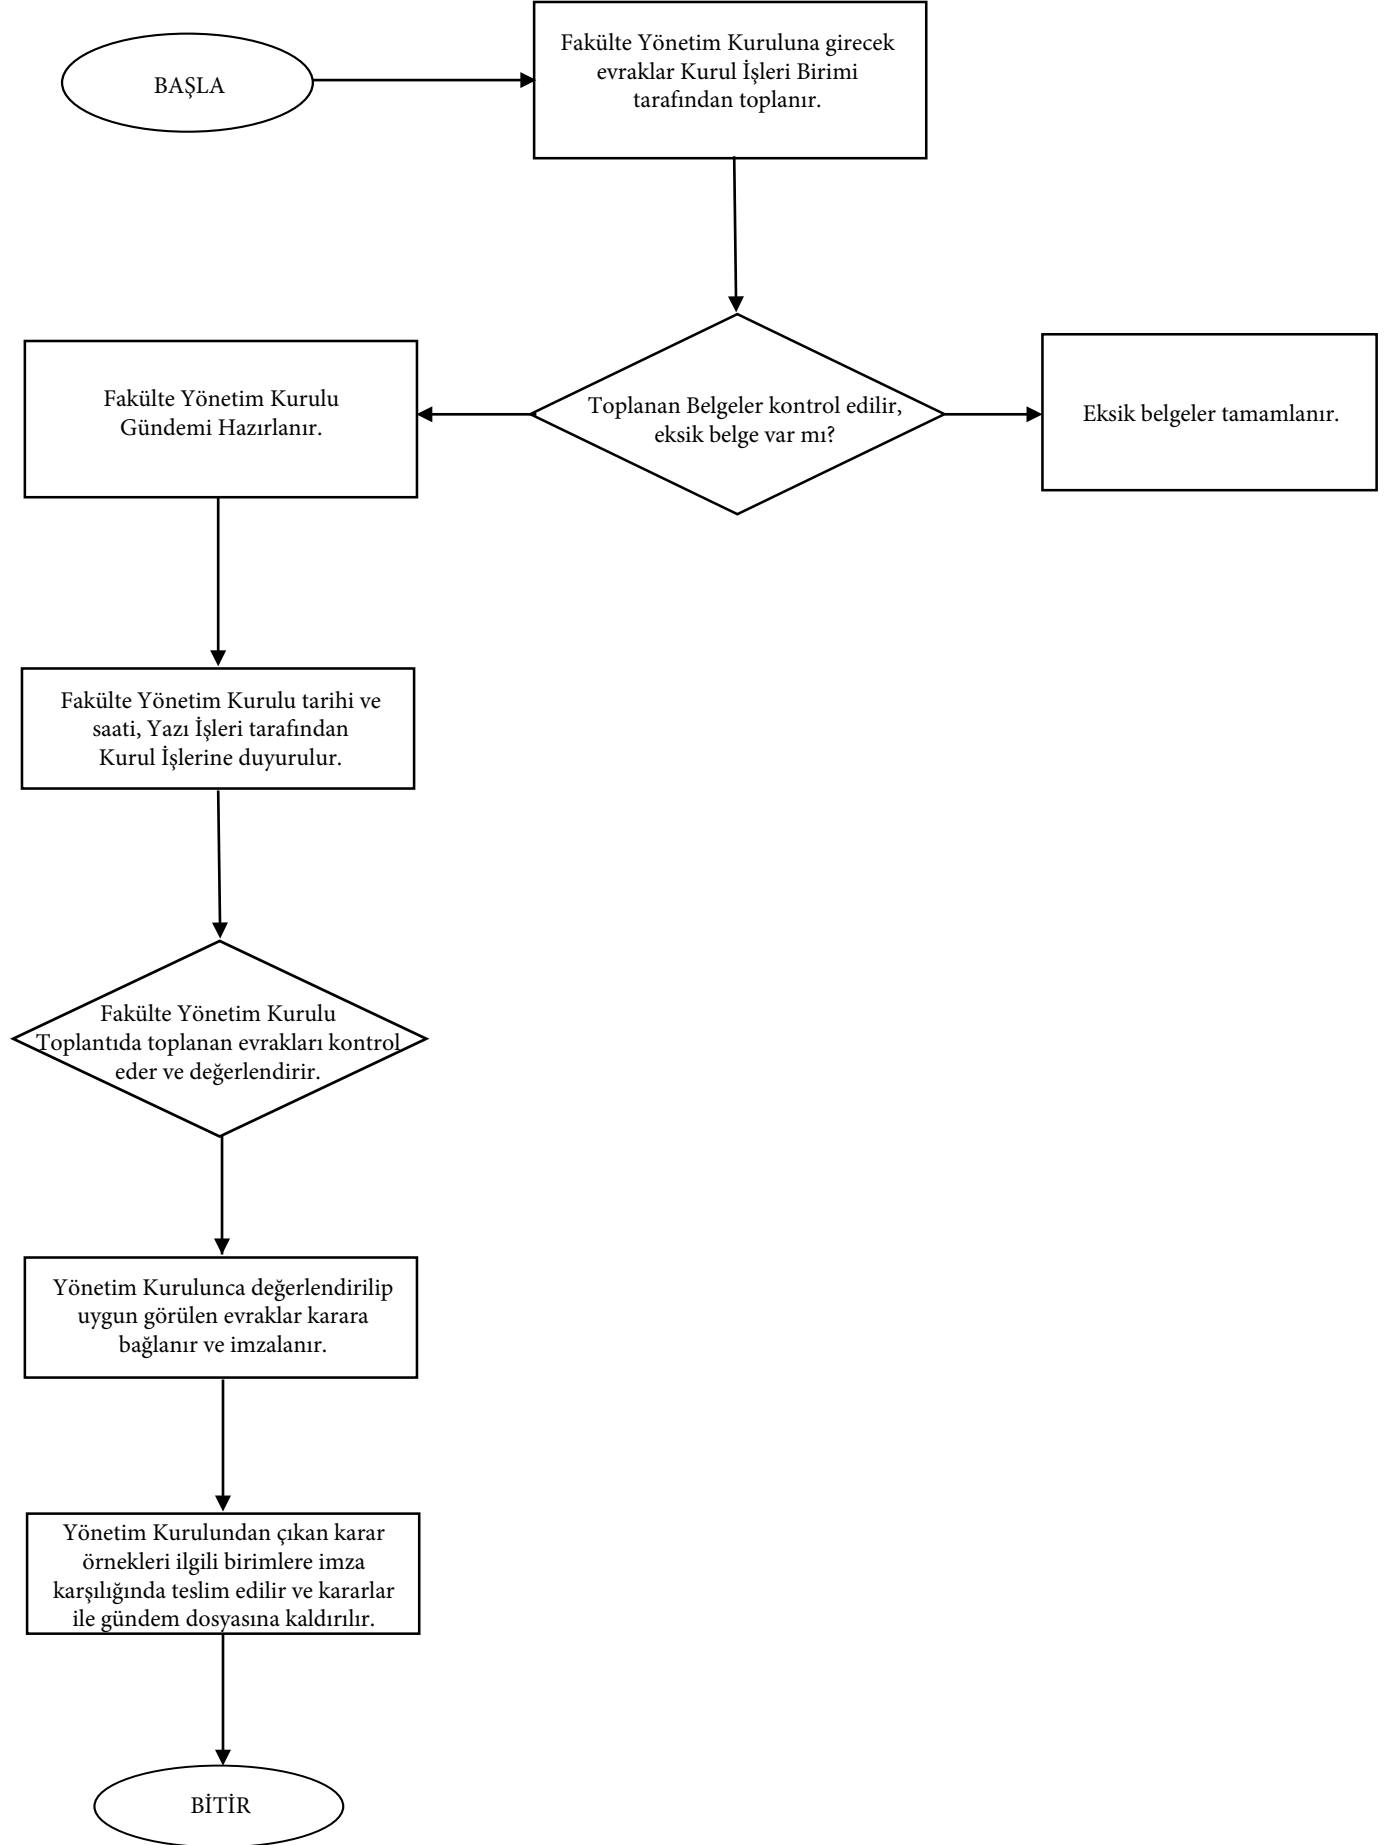 BAŞLA
Fakülte Yönetim Kuruluna girecek
evraklar Kurul İşleri Birimi
tarafından toplanır.
Fakülte Yönetim Kurulu
Gündemi Hazırlanır.
Toplanan Belgeler kontrol edilir,
eksik belge var mı?
Eksik belgeler tamamlanır.
Fakülte Yönetim Kurulu tarihi ve
saati, Yazı İşleri tarafından
Kurul İşlerine duyurulur.
Fakülte Yönetim Kurulu
Toplantıda toplanan evrakları kontrol
eder ve değerlendirir.
Yönetim Kurulunca değerlendirilip
uygun görülen evraklar karara
bağlanır ve imzalanır.
Yönetim Kurulundan çıkan karar
örnekleri ilgili birimlere imza
karşılığında teslim edilir ve kararlar
ile gündem dosyasına kaldırılır.
BİTİR